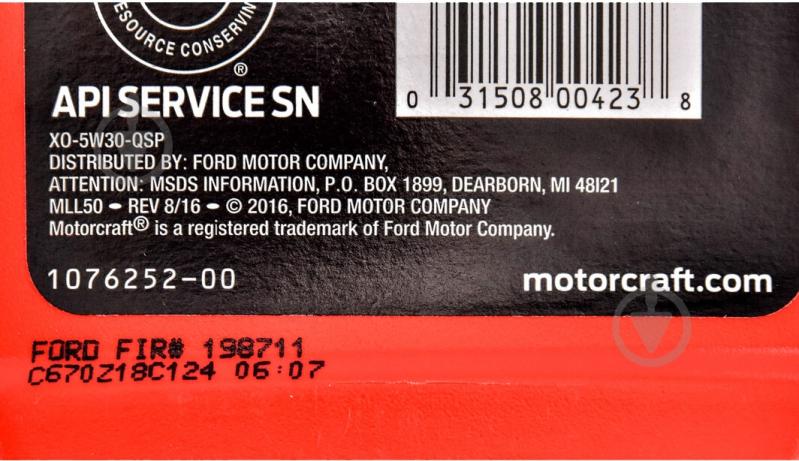 RESOURCE CONSERVING
®
API SERVICE SN
0 31508 00423 8
XO-5W30-QSP
DISTRIBUTED BY: FORD MOTOR COMPANY,
ATTENTION: MSDS INFORMATION, P.O. BOX 1899, DEARBORN, MI 48121
MLL50 • REV 8/16 • © 2016, FORD MOTOR COMPANY
Motorcraft® is a registered trademark of Ford Motor Company.
1076252-00
motorcraft.com
FORD FIR# 198711
C670Z18C124 06:07